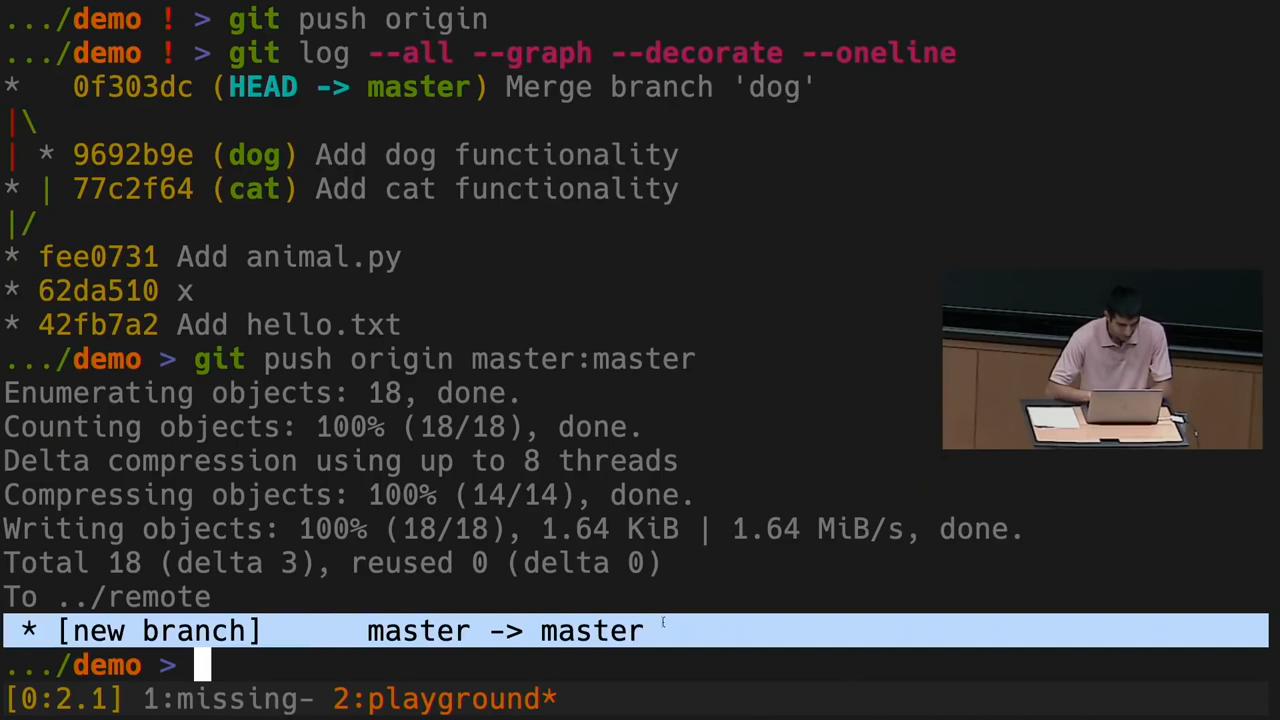 .../demo ! > git push origin
.../demo ! > git log --all --graph --decorate --oneline
*   0f303dc (HEAD -> master) Merge branch 'dog'
|\
| * 9692b9e (dog) Add dog functionality
* | 77c2f64 (cat) Add cat functionality
|/
* fee0731 Add animal.py
* 62da510 x
* 42fb7a2 Add hello.txt
.../demo > git push origin master:master
Enumerating objects: 18, done.
Counting objects: 100% (18/18), done.
Delta compression using up to 8 threads
Compressing objects: 100% (14/14), done.
Writing objects: 100% (18/18), 1.64 KiB | 1.64 MiB/s, done.
Total 18 (delta 3), reused 0 (delta 0)
To ../remote
 * [new branch]      master -> master
.../demo >
[0:2.1] 1:missing- 2:playground*